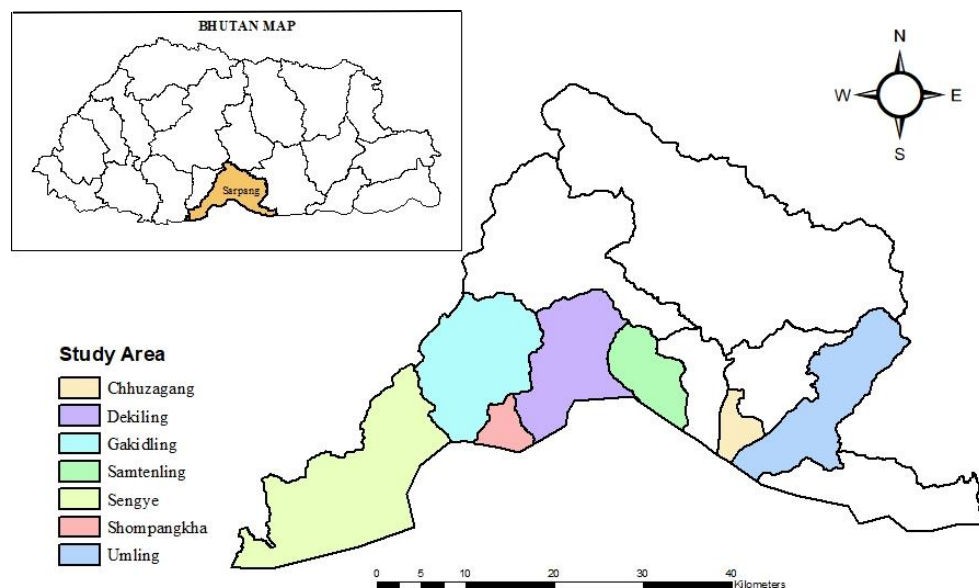 BHUTAN MAP
Sarpang
N
W E
S
Study Area
Chhuzagang
Dekiling
Gakidling
Samtenling
Sengye
Shompangkha
Umling
0 5 10 20 30 40
Kilometers